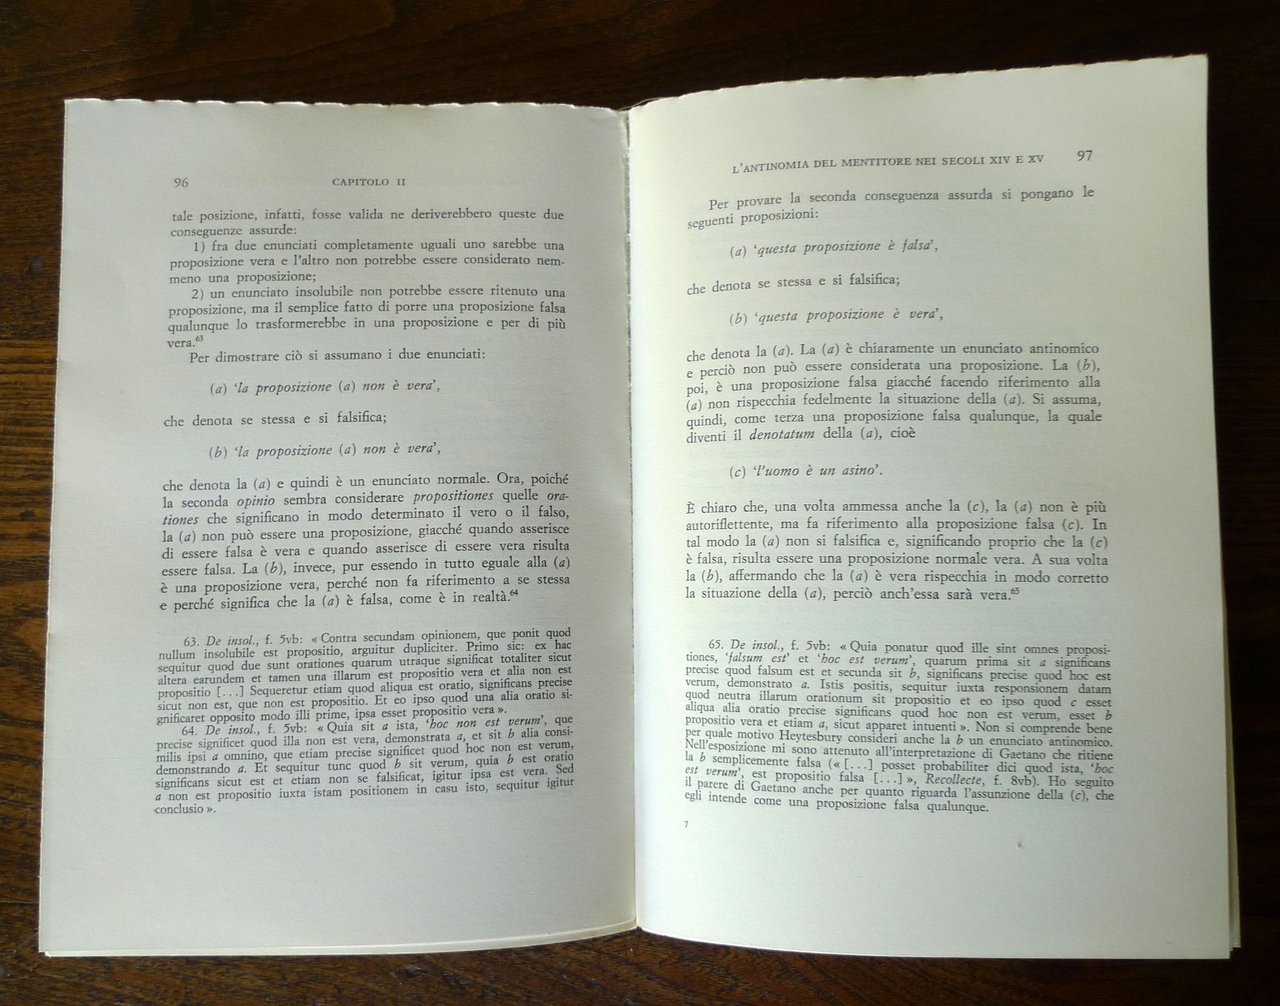 96
CAPITOLO II
tale posizione, infatti, fosse valida ne deriverebbero queste due
conseguenze assurde:
1) fra due enunciati completamente uguali uno sarebbe una
proposizione vera e l'altro non potrebbe essere considerato nem-
meno una proposizione;
2) un enunciato insolubile non potrebbe essere ritenuto una
proposizione, ma il semplice fatto di porre una proposizione falsa
qualunque lo trasformerebbe in una proposizione e per di più
vera.63
Per dimostrare ciò si assumano i due enunciati:
(a) 'la proposizione (a) non è vera',
che denota se stessa e si falsifica;
(b) 'la proposizione (a) non è vera',
che denota la (a) e quindi è un enunciato normale. Ora, poiché
la seconda opinio sembra considerare propositiones quelle ora-
tiones che significano in modo determinato il vero o il falso,
la (a) non può essere una proposizione, giacché quando asserisce
di essere falsa è vera e quando asserisce di essere vera risulta
essere falsa. La (b), invece, pur essendo in tutto eguale alla (a)
è una proposizione vera, perché non fa riferimento a se stessa
e perché significa che la (a) è falsa, come è in realtà.64
63. De insol., f. 5vb: « Contra secundam opinionem, que ponit quod
nullum insolubile est propositio, arguitur dupliciter. Primo sic: ex hac
sequitur quod due sunt orationes quarum utraque significat totaliter sicut
altera earundem et tamen una illarum est propositio vera et alia non est
propositio [...] Sequeretur etiam quod aliqua est oratio, significans precise
sicut non est, que non est propositio. Et eo ipso quod una alia oratio si-
gnificaret opposito modo illi prime, ipsa esset propositio vera ».
64. De insol., f. 5vb: « Quia sit a ista, 'hoc non est verum', que
precise significet quod illa non est vera, demonstrata a, et sit b alia consi-
milis ipsi a omnino, que etiam precise significet quod hoc non est verum,
demonstrando a. Et sequitur tunc quod b sit verum, quia b est oratio
significans sicut est et etiam non se falsificat, igitur ipsa est vera. Sed
a non est propositio iuxta istam positionem in casu isto, sequitur igitur
conclusio ».
L'ANTINOMIA DEL MENTITORE NEI SECOLI XIV E XV
97
Per provare la seconda conseguenza assurda si pongano le
seguenti proposizioni:
(a) 'questa proposizione è falsa',
che denota se stessa e si falsifica;
(b) 'questa proposizione è vera',
che denota la (a). La (a) è chiaramente un enunciato antinomico
e perciò non può essere considerata una proposizione. La (b),
poi, è una proposizione falsa giacché facendo riferimento alla
(a) non rispecchia fedelmente la situazione della (a). Si assuma,
quindi, come terza una proposizione falsa qualunque, la quale
diventi il denotatum della (a), cioè
(c) 'l'uomo è un asino'.
È chiaro che, una volta ammessa anche la (c), la (a) non è più
autoriflettente, ma fa riferimento alla proposizione falsa (c). In
tal modo la (a) non si falsifica e, significando proprio che la (c)
è falsa, risulta essere una proposizione normale vera. A sua volta
la (b), affermando che la (a) è vera rispecchia in modo corretto
la situazione della (a), perciò anch'essa sarà vera.65
65. De insol., f. 5vb: « Quia ponatur quod ille sint omnes proposi-
tiones, 'falsum est' et 'hoc est verum', quarum prima sit a significans
precise quod falsum est et secunda sit b, significans precise quod hoc est
verum, demonstrato a. Istis positis, sequitur iuxta responsionem datam
quod neutra illarum orationum sit propositio et eo ipso quod c esset
aliqua alia oratio precise significans quod hoc non est verum, esset b
propositio vera et etiam a, sicut apparet intuenti ». Non si comprende bene
per quale motivo Heytesbury consideri anche la b un enunciato antinomico.
Nell'esposizione mi sono attenuto all'interpretazione di Gaetano che ritiene
la b semplicemente falsa (« [...] posset probabiliter dici quod ista, 'hoc
est verum', est propositio falsa [...] », Recollecte, f. 8vb). Ho seguito
il parere di Gaetano anche per quanto riguarda l'assunzione della (c), che
egli intende come una proposizione falsa qualunque.
7